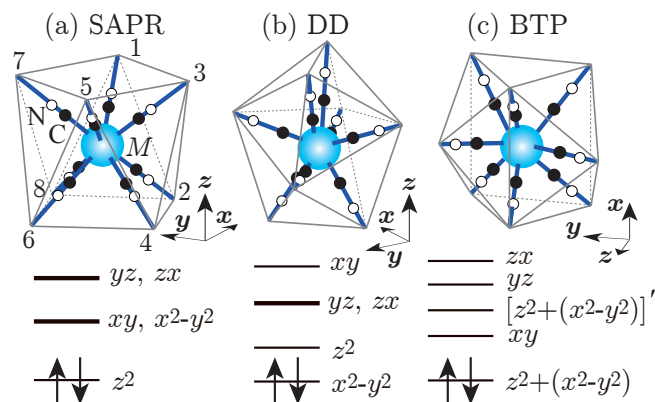 (a) SAPR
(b) DD
(c) BTP
1
7
5
3
N
C
M
8
2
6
4
z
x
y
z
x
y
x
y
z
yz, zx
xy, x²-y²
z²
xy
yz, zx
z²
x²-y²
zx
yz
[z²+(x²-y²)]′
xy
z²+(x²-y²)